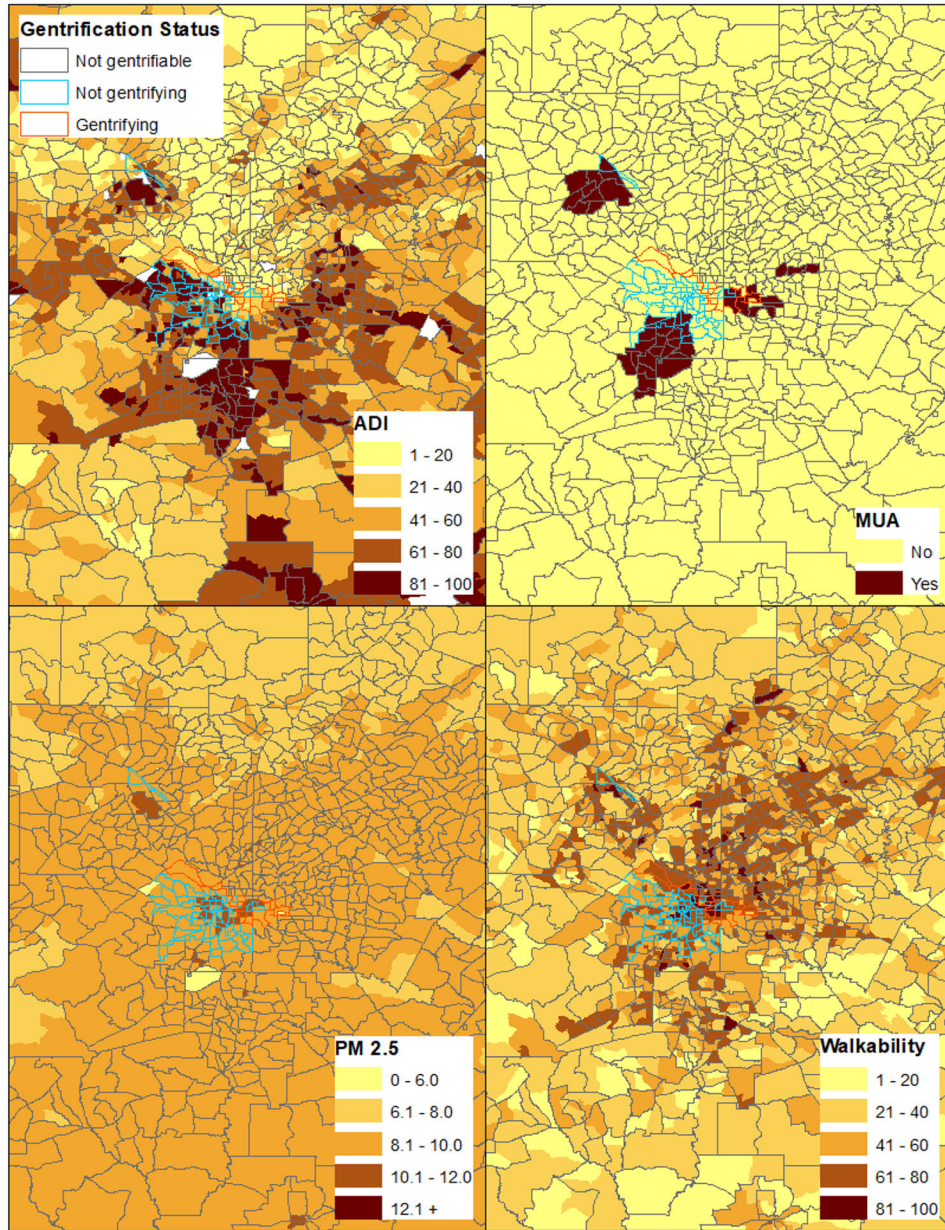 Gentrification Status
Not gentrifiable
Not gentrifying
Gentrifying
ADI
1 - 20
21 - 40
41 - 60
61 - 80
81 - 100
MUA
No
Yes
PM 2.5
0 - 6.0
6.1 - 8.0
8.1 - 10.0
10.1 - 12.0
12.1 +
Walkability
1 - 20
21 - 40
41 - 60
61 - 80
81 - 100